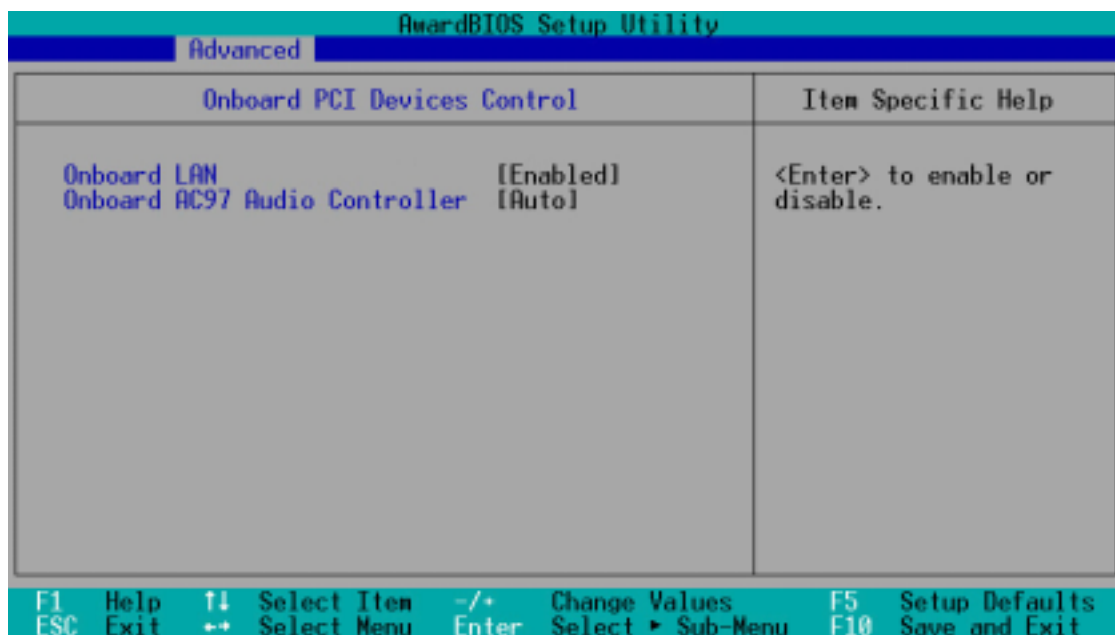 AwardBIOS Setup Utility
Advanced
Onboard PCI Devices Control
Item Specific Help
Onboard LAN [Enabled]
Onboard AC97 Audio Controller [Auto]
<Enter> to enable or
disable.
F1 Help ↑↓ Select Item -/+ Change Values F5 Setup Defaults
ESC Exit ←→ Select Menu Enter Select ► Sub-Menu F10 Save and Exit